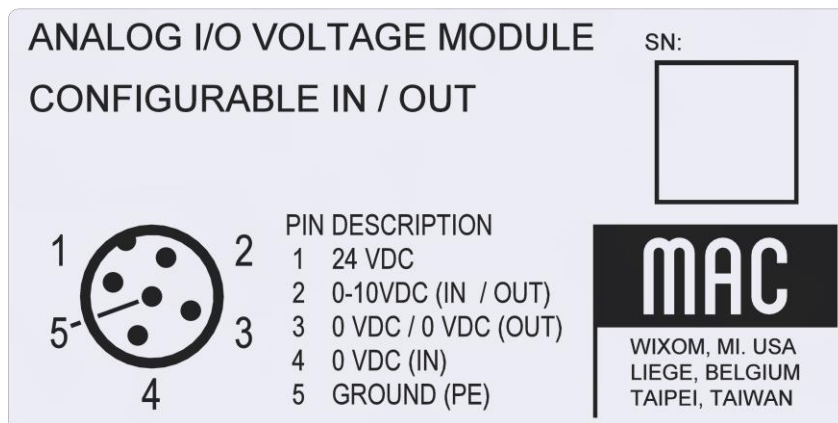 ANALOG I/O VOLTAGE MODULE
CONFIGURABLE IN / OUT
SN:
1
2
5
3
4
PIN DESCRIPTION
1 24 VDC
2 0-10VDC (IN / OUT)
3 0 VDC / 0 VDC (OUT)
4 0 VDC (IN)
5 GROUND (PE)
MAC
WIXOM, MI. USA
LIEGE, BELGIUM
TAIPEI, TAIWAN